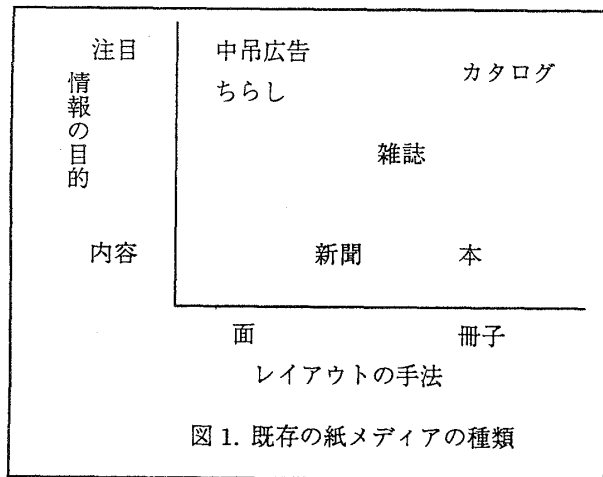 注目
情報の目的
内容
中吊広告
ちらし
カタログ
雑誌
新聞
本
面
冊子
レイアウトの手法
図 1. 既存の紙メディアの種類